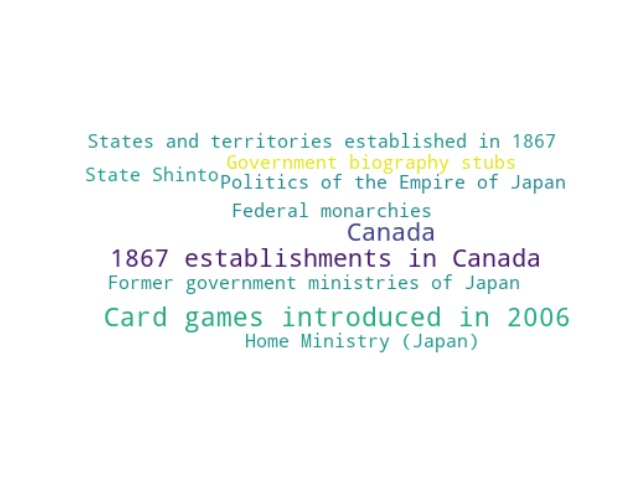 States and territories established in 1867
Government biography stubs
State Shinto
Politics of the Empire of Japan
Federal monarchies
Canada
1867 establishments in Canada
Former government ministries of Japan
Card games introduced in 2006
Home Ministry (Japan)